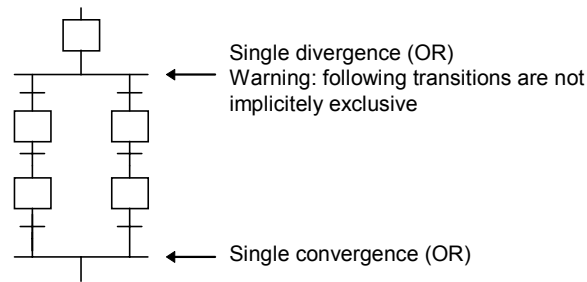 Single divergence (OR)
Warning: following transitions are not
implicitely exclusive
Single convergence (OR)